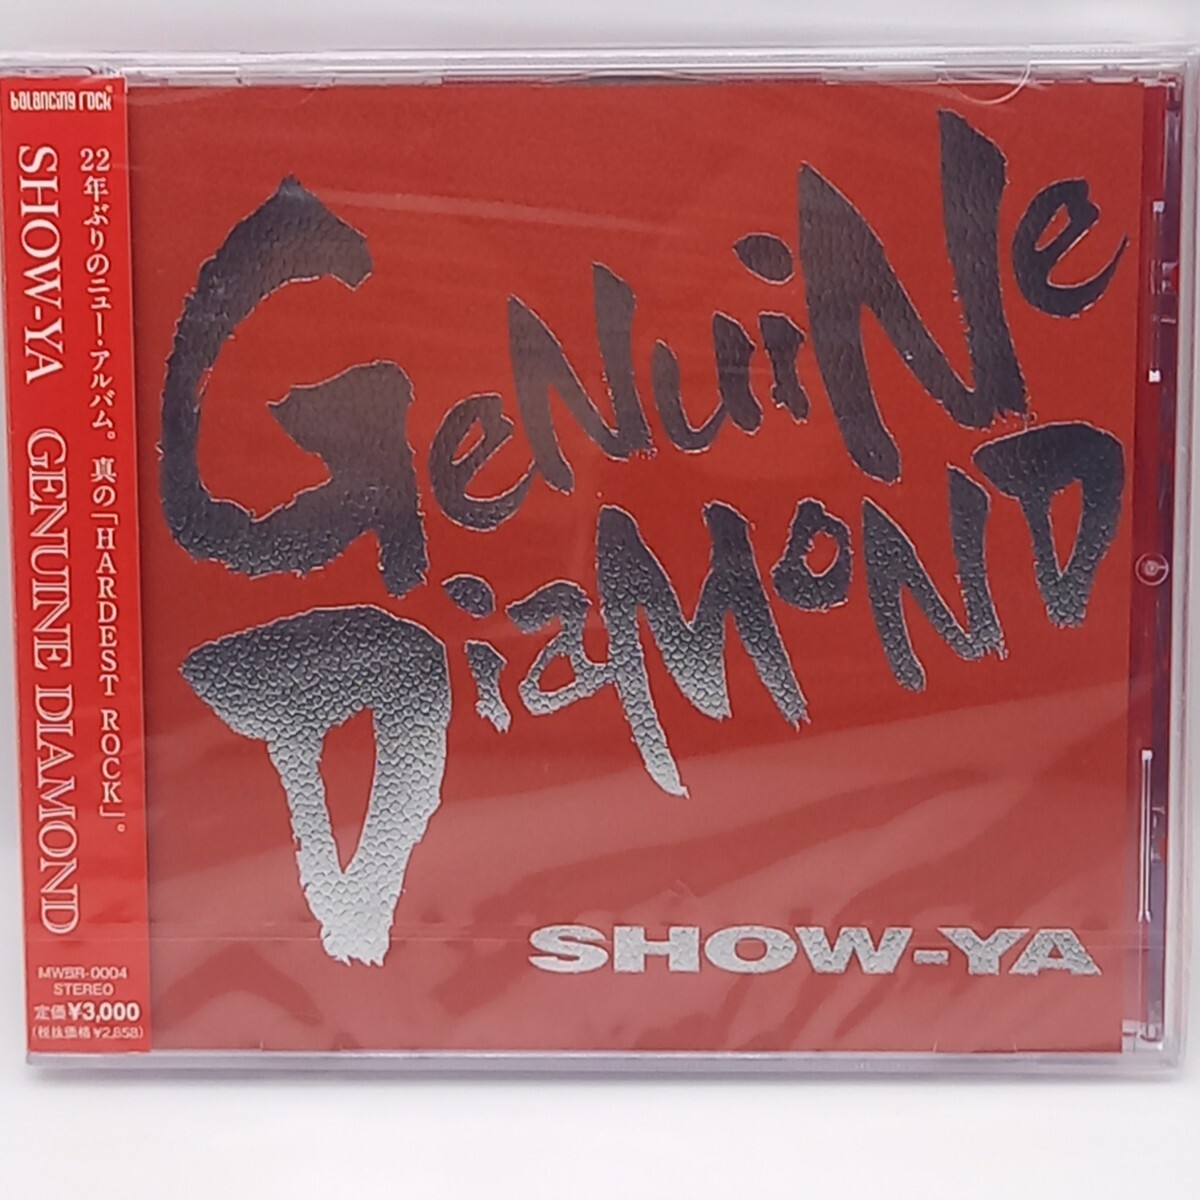 balancing rock
22年ぶりのニュー・アルバム。真の「HARDEST ROCK」。
SHOW-YA GENUINE DIAMOND
MWBR-0004
STEREO
定価¥3,000
(税抜価格¥2,858)
GeNuiNe
DiaMoND
SHOW-YA